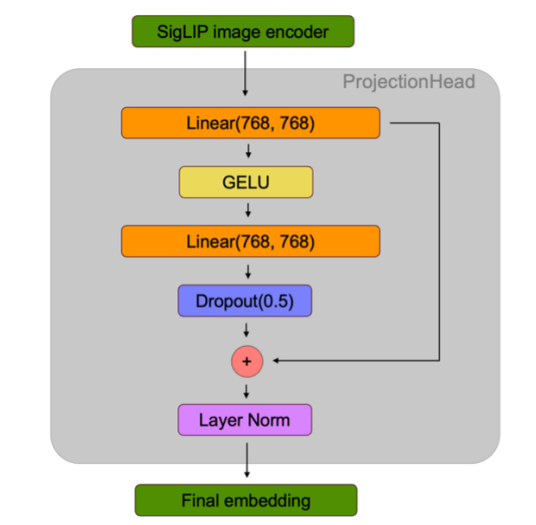 SigLIP image encoder
ProjectionHead
Linear(768, 768)
GELU
Linear(768, 768)
Dropout(0.5)
+
Layer Norm
Final embedding